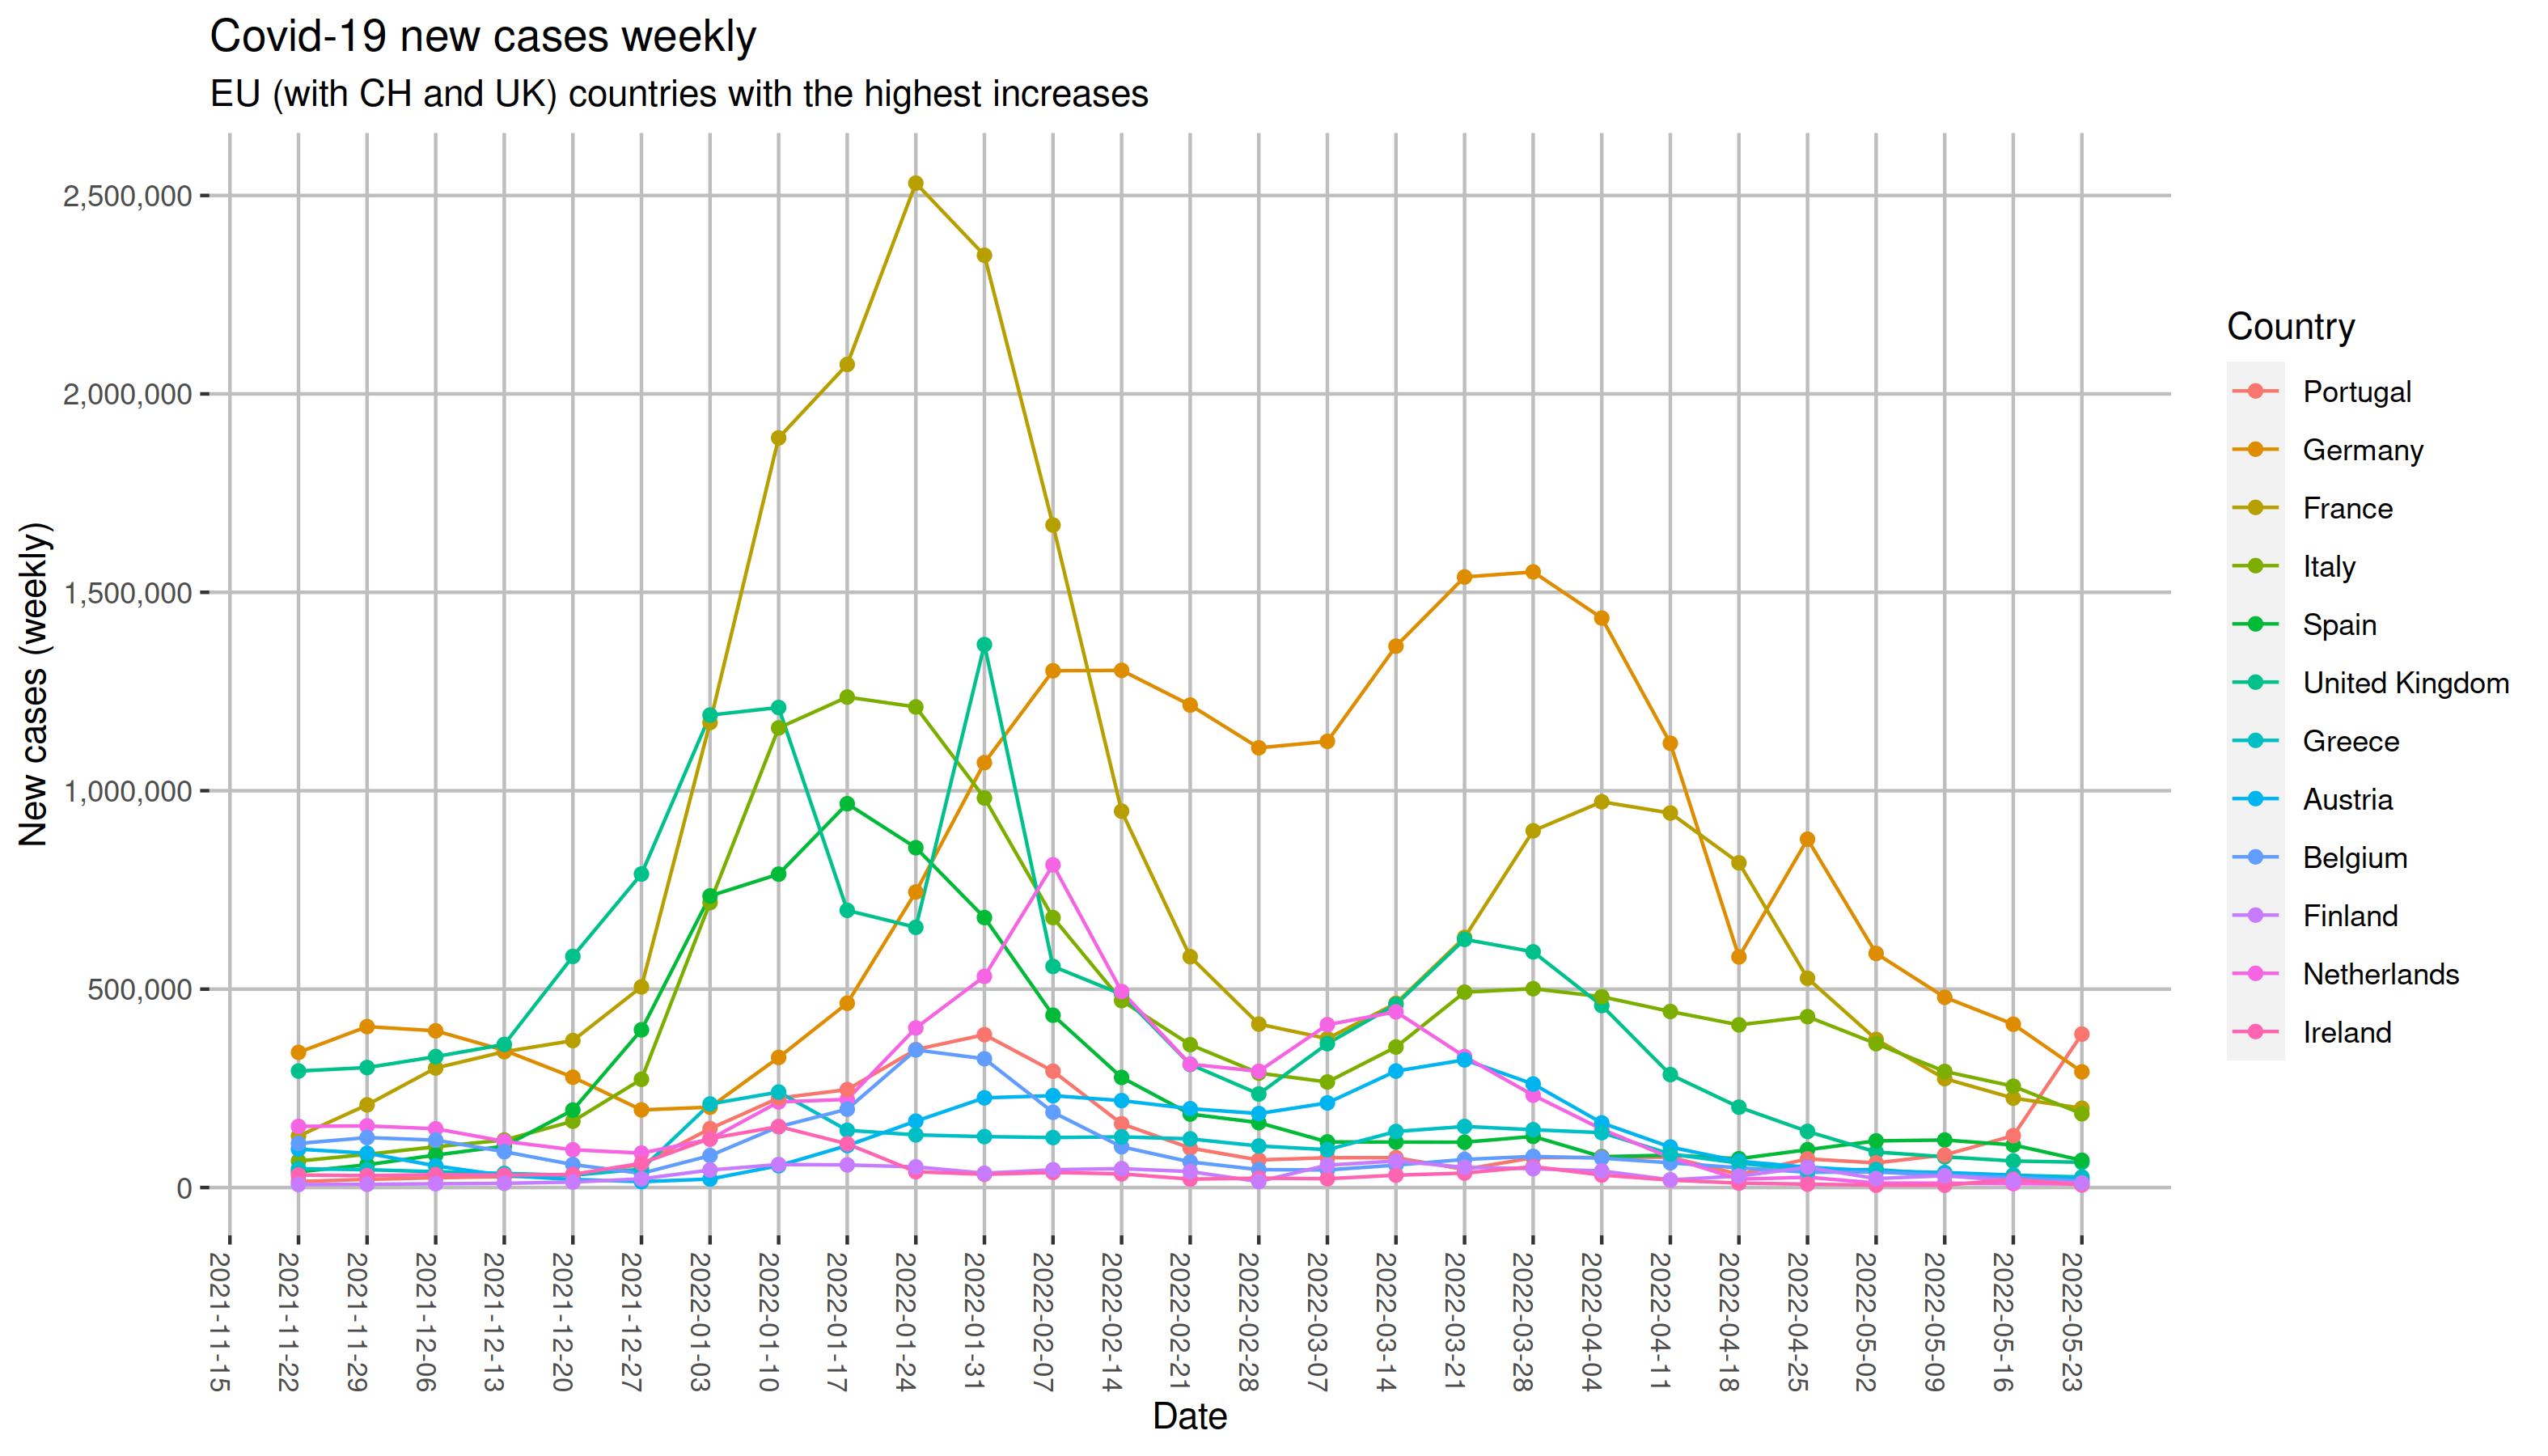 Covid-19 new cases weekly
EU (with CH and UK) countries with the highest increases
New cases (weekly)
2,500,000
2,000,000
1,500,000
1,000,000
500,000
0
2021-11-15
2021-11-22
2021-11-29
2021-12-06
2021-12-13
2021-12-20
2021-12-27
2022-01-03
2022-01-10
2022-01-17
2022-01-24
2022-01-31
2022-02-07
2022-02-14
2022-02-21
2022-02-28
2022-03-07
2022-03-14
2022-03-21
2022-03-28
2022-04-04
2022-04-11
2022-04-18
2022-04-25
2022-05-02
2022-05-09
2022-05-16
2022-05-23
Date
Country
Portugal
Germany
France
Italy
Spain
United Kingdom
Greece
Austria
Belgium
Finland
Netherlands
Ireland